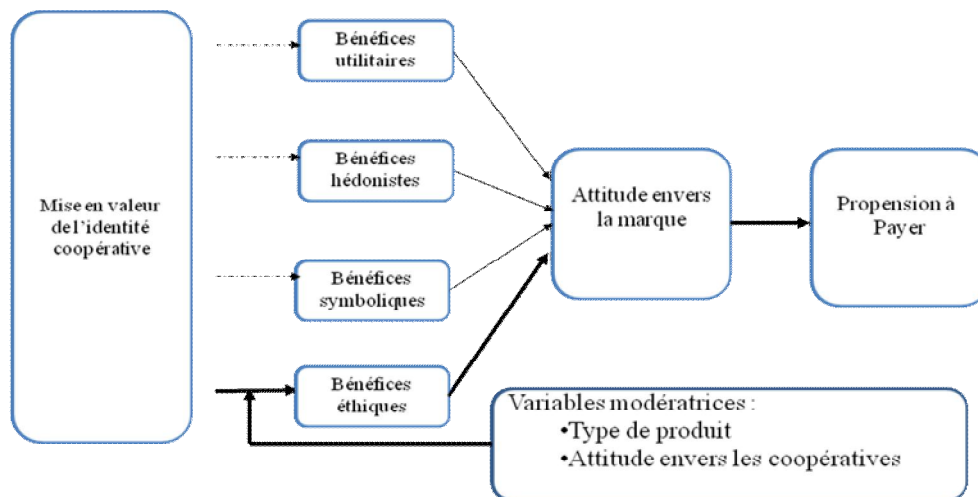 Mise en valeur
de l'identité
coopérative
Bénéfices
utilitaires
Bénéfices
hédonistes
Bénéfices
symboliques
Bénéfices
éthiques
Attitude envers
la marque
Propension à
Payer
Variables modératrices :
•Type de produit
•Attitude envers les coopératives